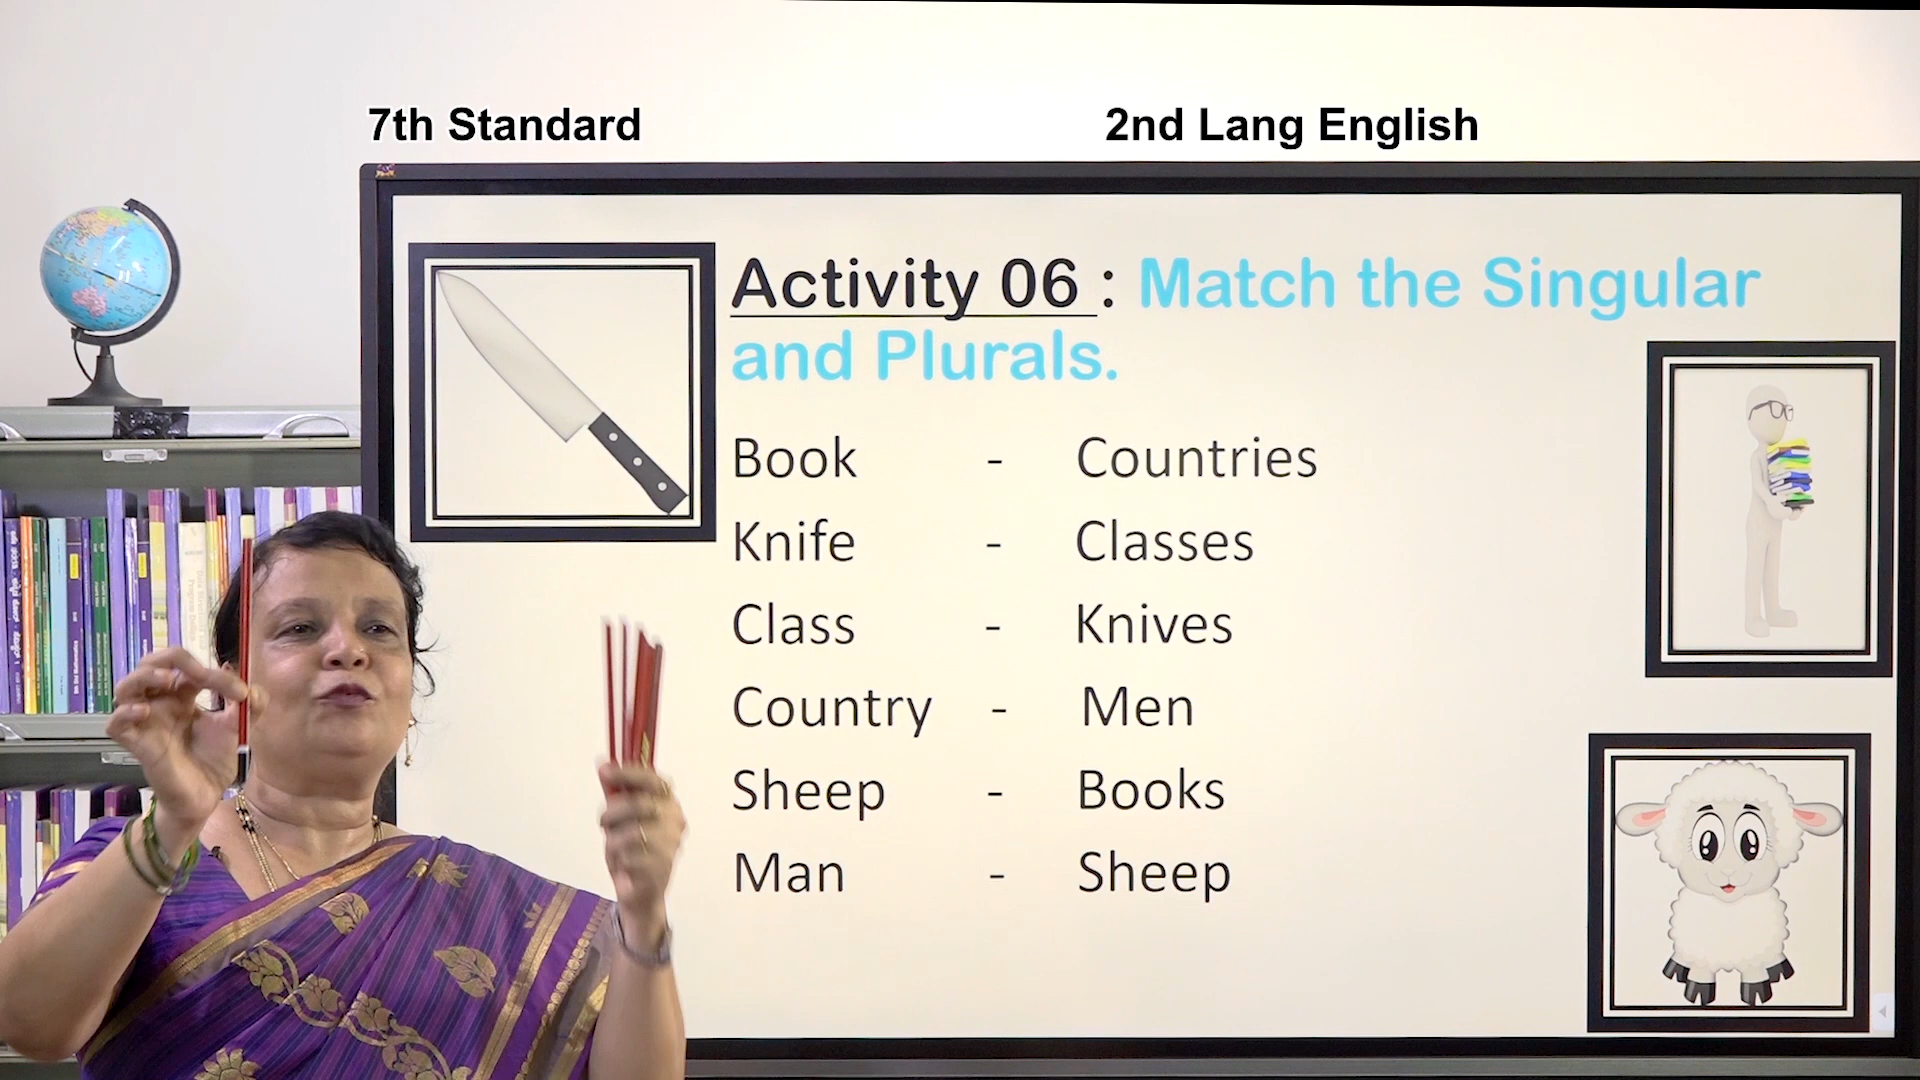 7th Standard
2nd Lang English
Activity 06 : Match the Singular
and Plurals.
Book - Countries
Knife - Classes
Class - Knives
Country - Men
Sheep - Books
Man - Sheep